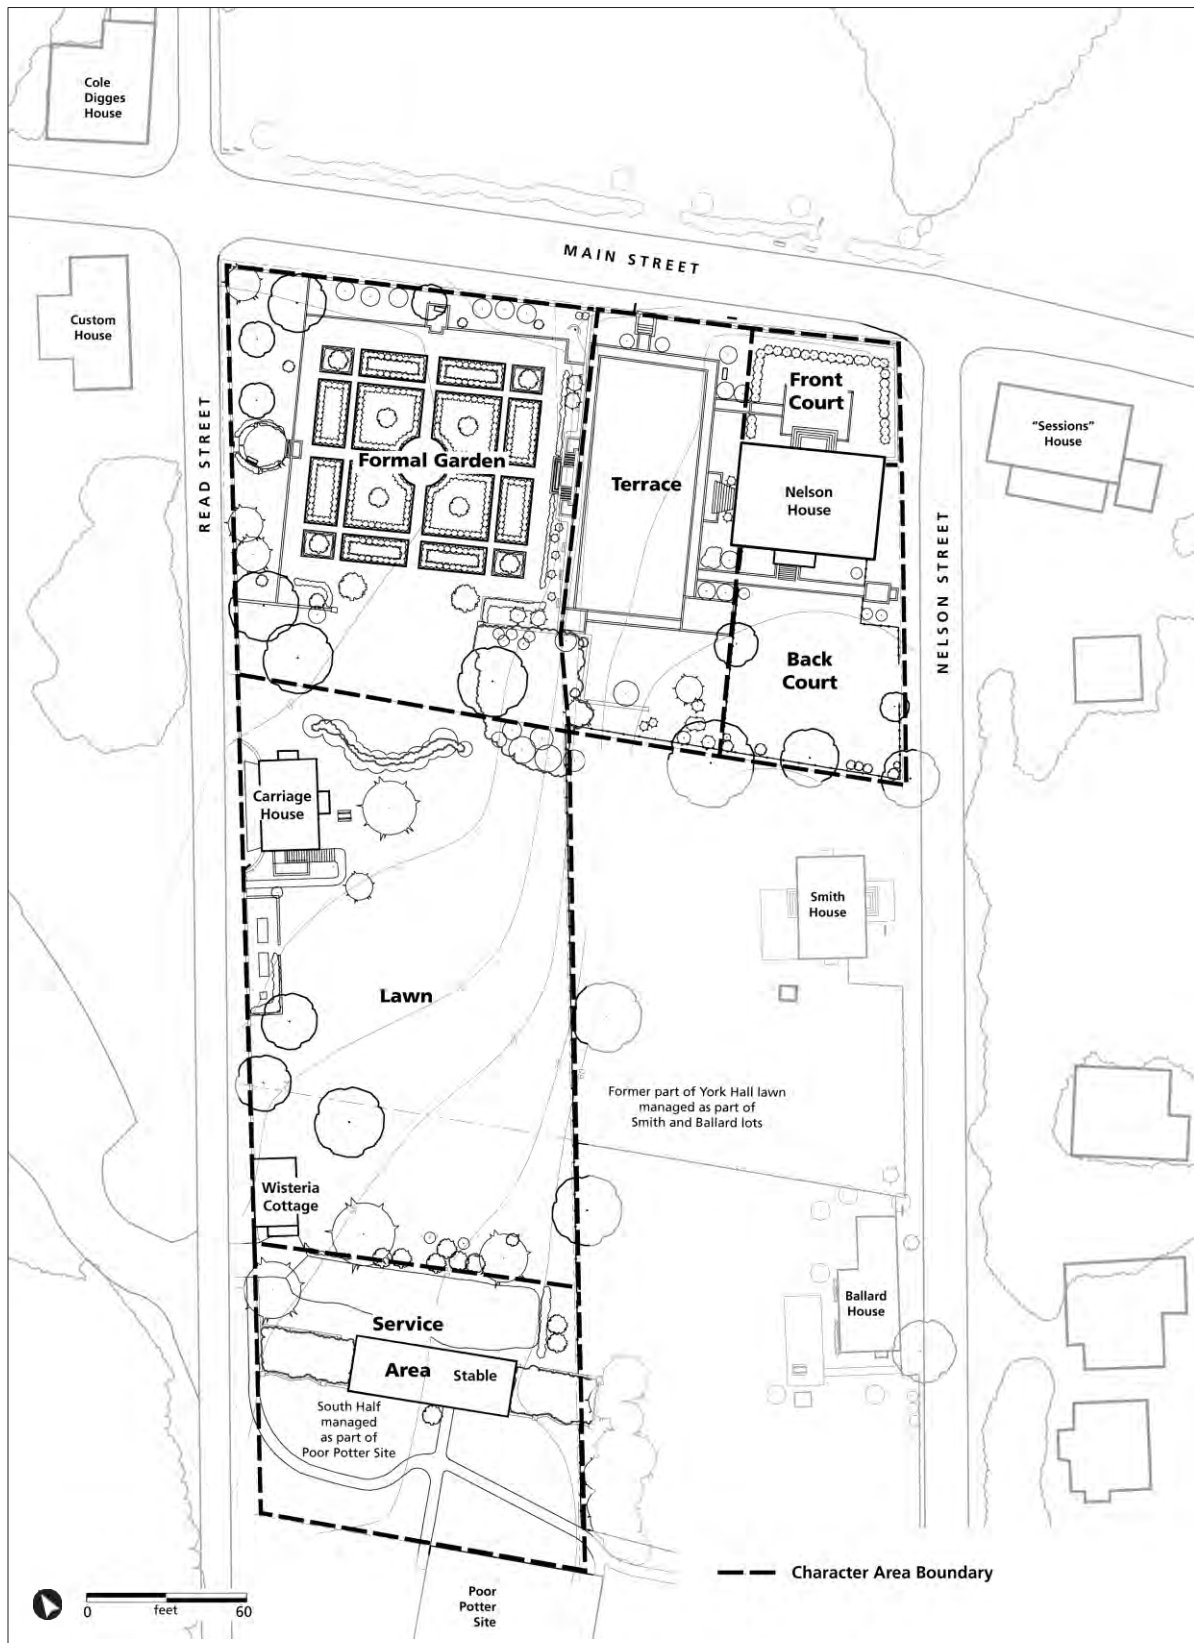 Cole
Digges
House
MAIN STREET
Custom
House
READ STREET
Front
Court
"Sessions"
House
Formal Garden
Terrace
Nelson
House
NELSON STREET
Back
Court
Carriage
House
Smith
House
Lawn
Former part of York Hall lawn
managed as part of
Smith and Ballard lots
Wisteria
Cottage
Ballard
House
Service
Area
Stable
South Half
managed
as part of
Poor Potter Site
Character Area Boundary
Poor
Potter
Site
0 feet 60